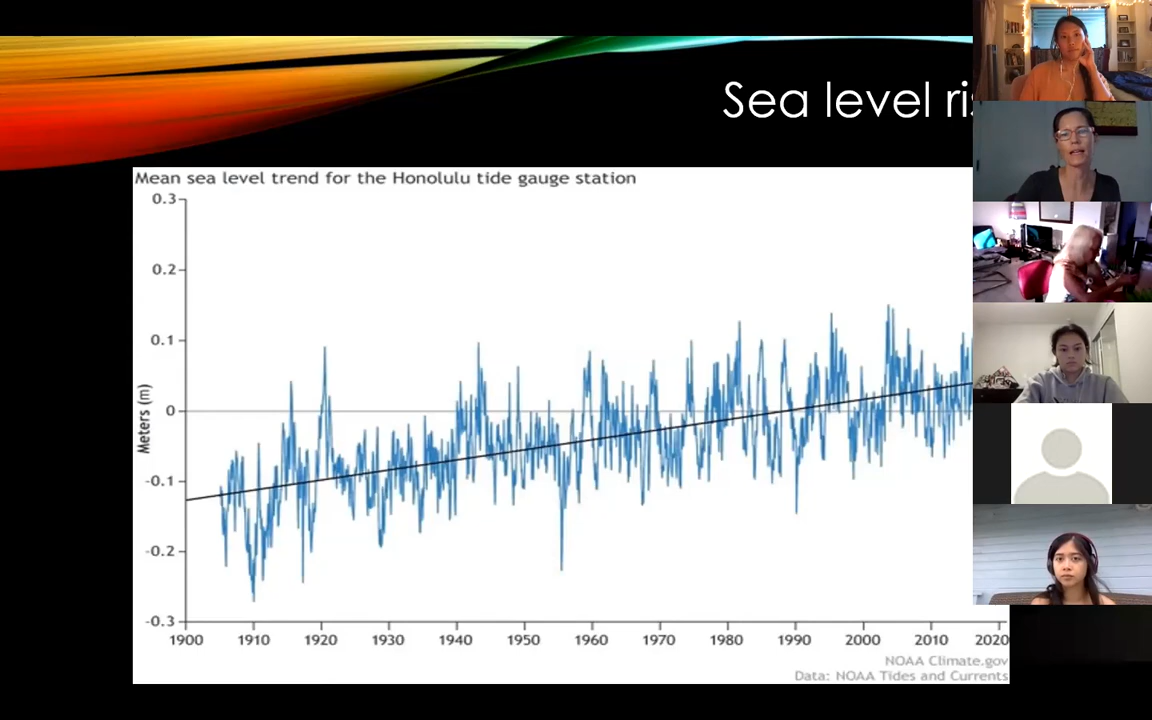 Sea level ris
Mean sea level trend for the Honolulu tide gauge station
0.3
0.2
0.1
0
-0.1
-0.2
-0.3
Meters (m)
1900 1910 1920 1930 1940 1950 1960 1970 1980 1990 2000 2010 2020
NOAA Climate.gov
Data: NOAA Tides and Currents